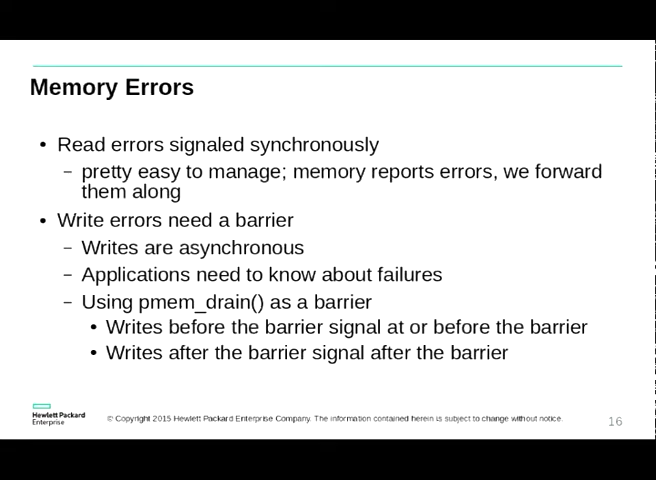 Memory Errors
• Read errors signaled synchronously
– pretty easy to manage; memory reports errors, we forward
them along
• Write errors need a barrier
– Writes are asynchronous
– Applications need to know about failures
– Using pmem_drain() as a barrier
• Writes before the barrier signal at or before the barrier
• Writes after the barrier signal after the barrier
Hewlett Packard
Enterprise
© Copyright 2015 Hewlett Packard Enterprise Company. The information contained herein is subject to change without notice.
16